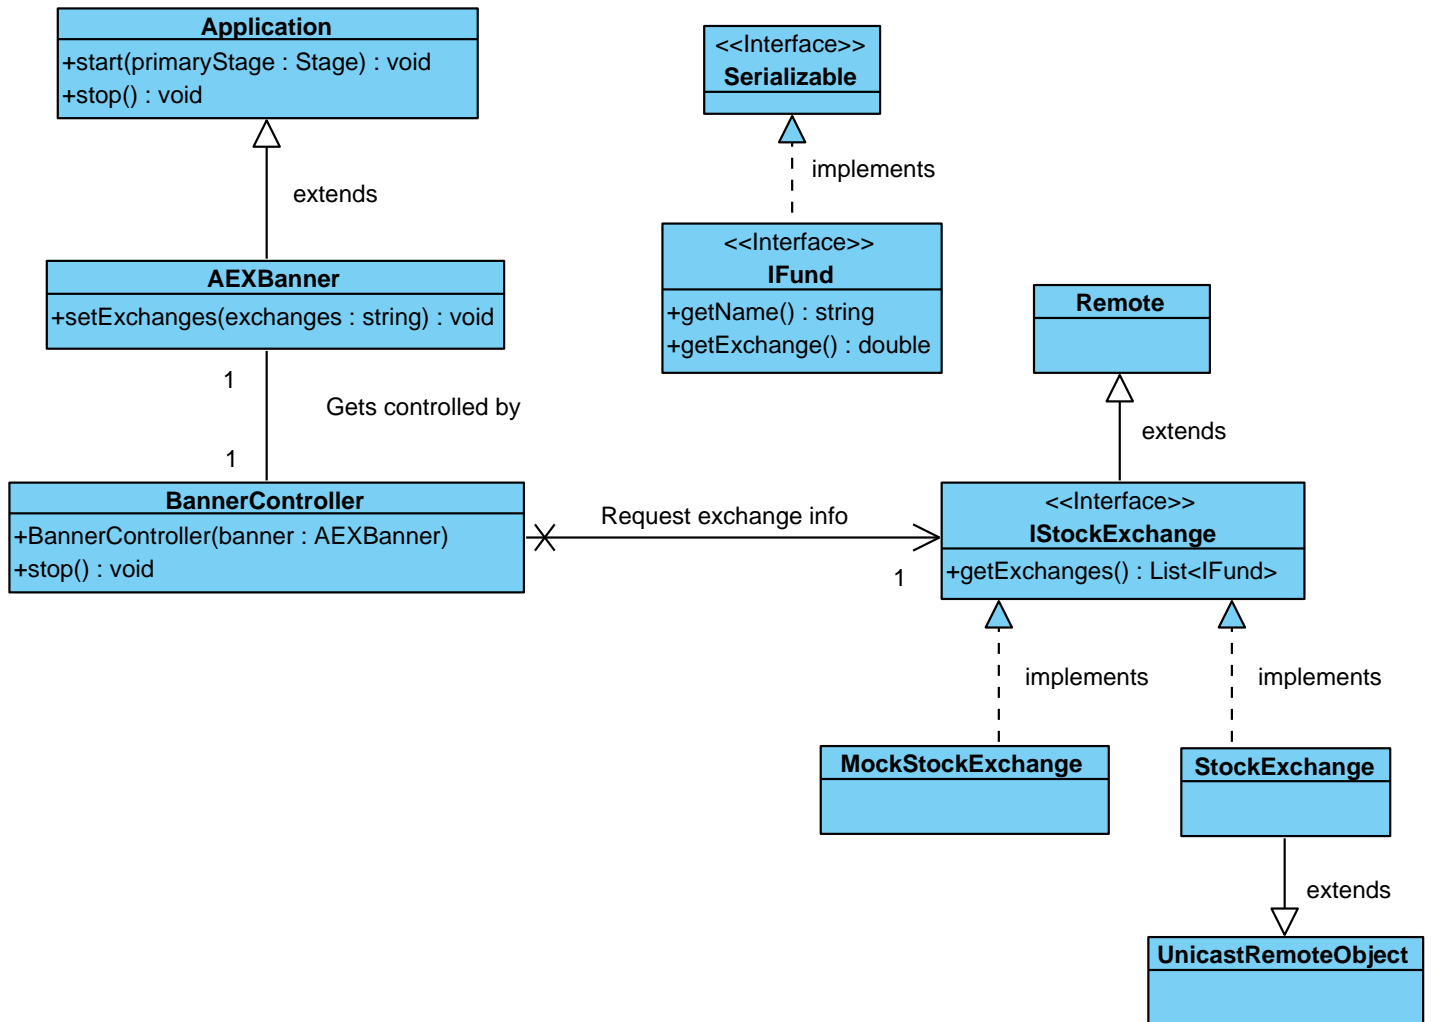 Application
+start(primaryStage : Stage) : void
+stop() : void
<<Interface>>
Serializable
implements
extends
<<Interface>>
IFund
+getName() : string
+getExchange() : double
AEXBanner
+setExchanges(exchanges : string) : void
Remote
1
Gets controlled by
1
extends
BannerController
+BannerController(banner : AEXBanner)
+stop() : void
Request exchange info
1
<<Interface>>
IStockExchange
+getExchanges() : List<IFund>
implements
implements
MockStockExchange
StockExchange
extends
UnicastRemoteObject